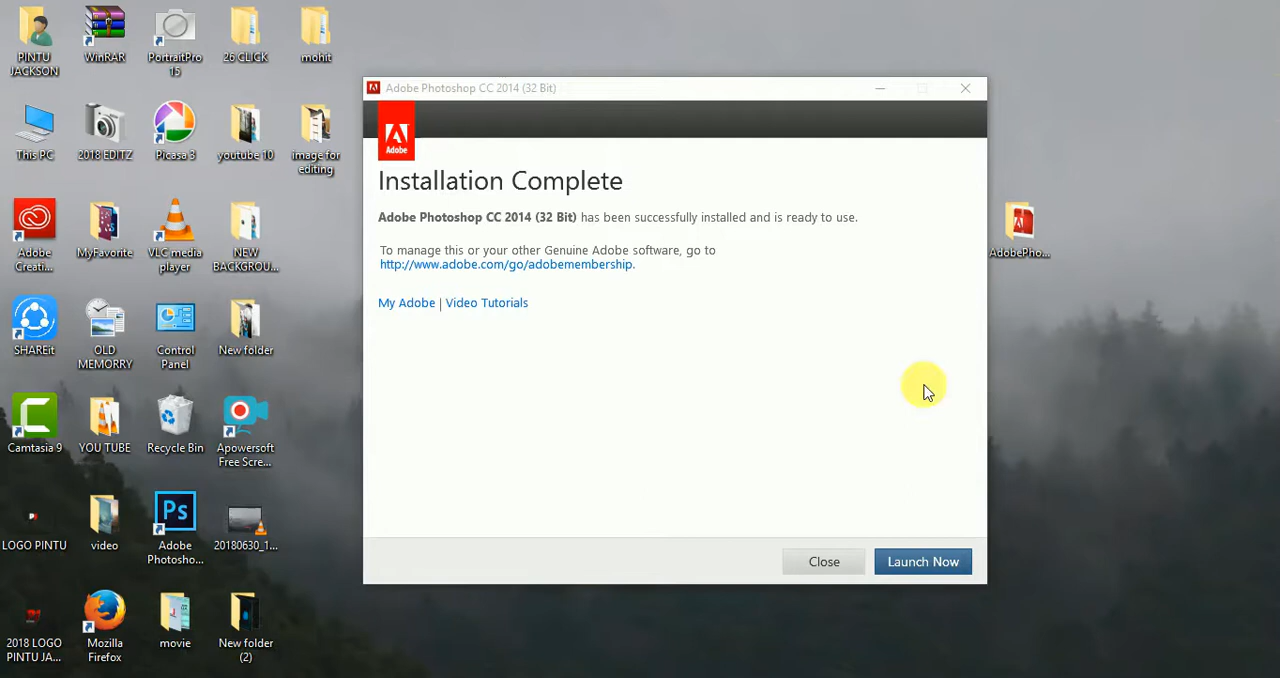 PINTU
JACKSON
WinRAR
PortraitPro
15
26 CLICK
mohit
This PC
2018 EDITZ
Picasa 3
youtube 10
image for
editing
Adobe
Creati...
MyFavorite
VLC media
player
NEW
BACKGROU...
SHAREit
OLD
MEMORRY
Control
Panel
New folder
Camtasia 9
YOU TUBE
Recycle Bin
Apowersoft
Free Scre...
LOGO PINTU
video
Ps
Adobe
Photosho...
20180630_1...
2018 LOGO
PINTU JA...
Mozilla
Firefox
movie
New folder
(2)
Adobe Photoshop CC 2014 (32 Bit)
Adobe
Installation Complete
Adobe Photoshop CC 2014 (32 Bit) has been successfully installed and is ready to use.
To manage this or your other Genuine Adobe software, go to
http://www.adobe.com/go/adobemembership.
My Adobe | Video Tutorials
Close
Launch Now
AdobePho...